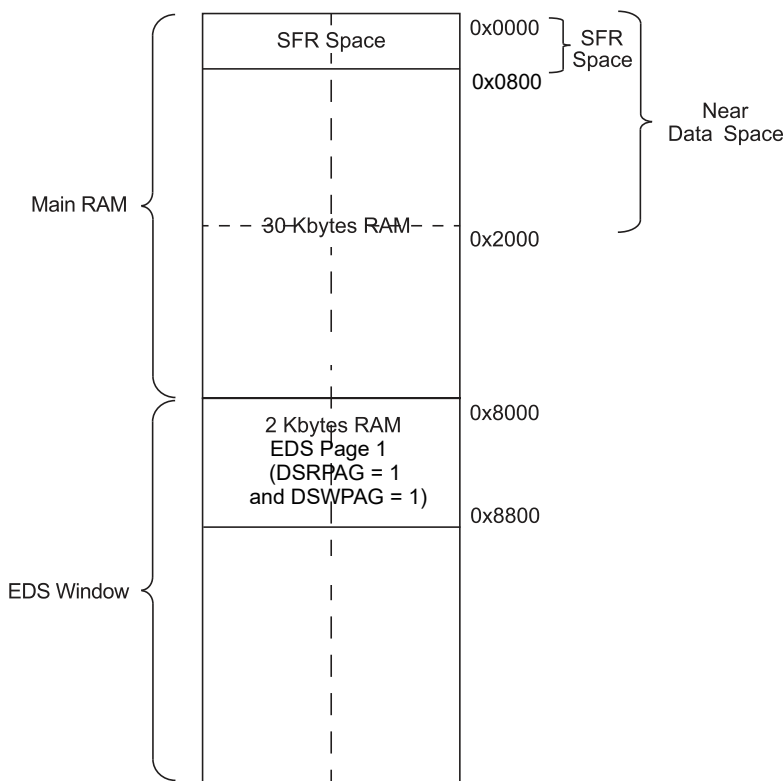 SFR Space
0x0000
SFR
Space
0x0800
Near
Data Space
Main RAM
30 Kbytes RAM
0x2000
2 Kbytes RAM
EDS Page 1
(DSRPAG = 1
and DSWPAG = 1)
0x8000
0x8800
EDS Window